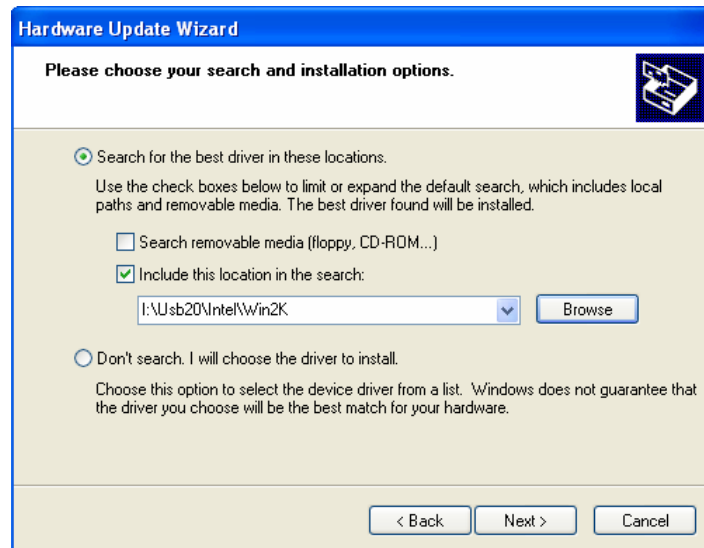 Hardware Update Wizard
Please choose your search and installation options.
Search for the best driver in these locations.
Use the check boxes below to limit or expand the default search, which includes local
paths and removable media. The best driver found will be installed.
Search removable media (floppy, CD-ROM...)
Include this location in the search:
I:\Usb20\Intel\Win2K
Browse
Don't search. I will choose the driver to install.
Choose this option to select the device driver from a list. Windows does not guarantee that
the driver you choose will be the best match for your hardware.
< Back Next > Cancel